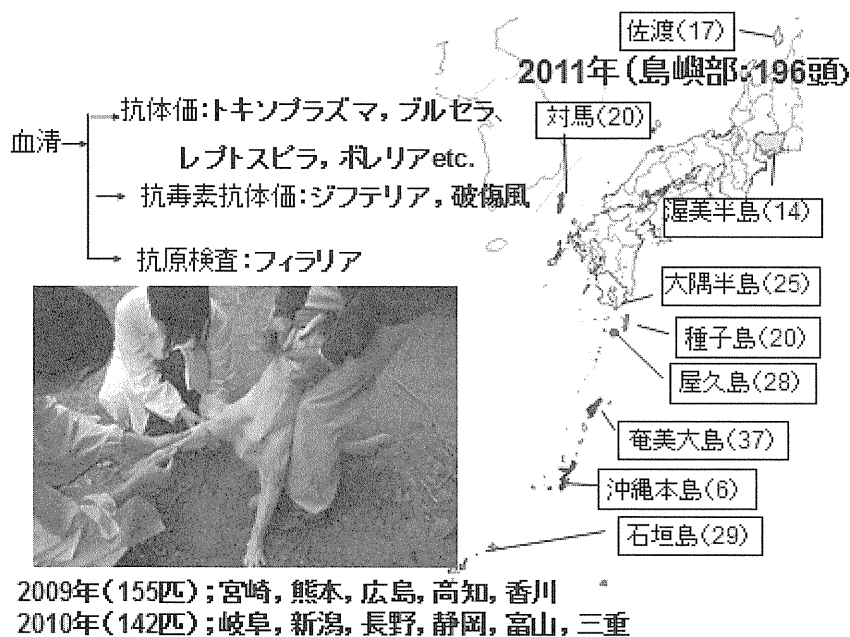 佐渡(17)
2011年(島嶼部:196頭)
抗体価:トキソプラズマ, ブルセラ、
対馬(20)
血清
レプトスピラ, ボレリアetc.
抗毒素抗体価:ジフテリア, 破傷風
渥美半島(14)
抗原検査:フィラリア
大隅半島(25)
種子島(20)
屋久島(28)
奄美大島(37)
沖縄本島(6)
石垣島(29)
2009年(155匹);宮崎, 熊本, 広島, 高知, 香川
2010年(142匹);岐阜, 新潟, 長野, 静岡, 富山, 三重